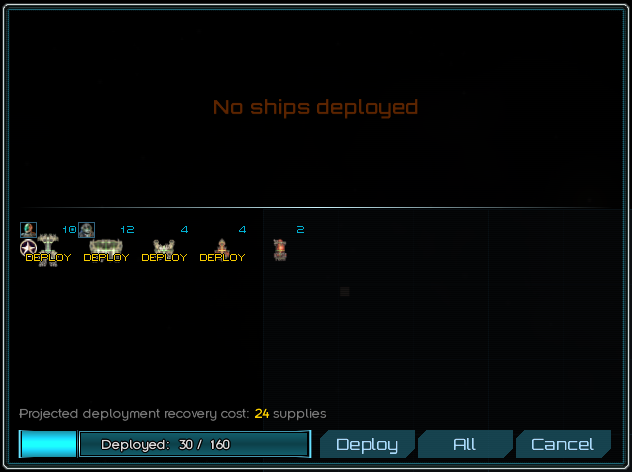 No ships deployed
10 12 4 4 2
DEPLOY DEPLOY DEPLOY DEPLOY
Projected deployment recovery cost: 24 supplies
Deployed: 30 / 160 Deploy All Cancel